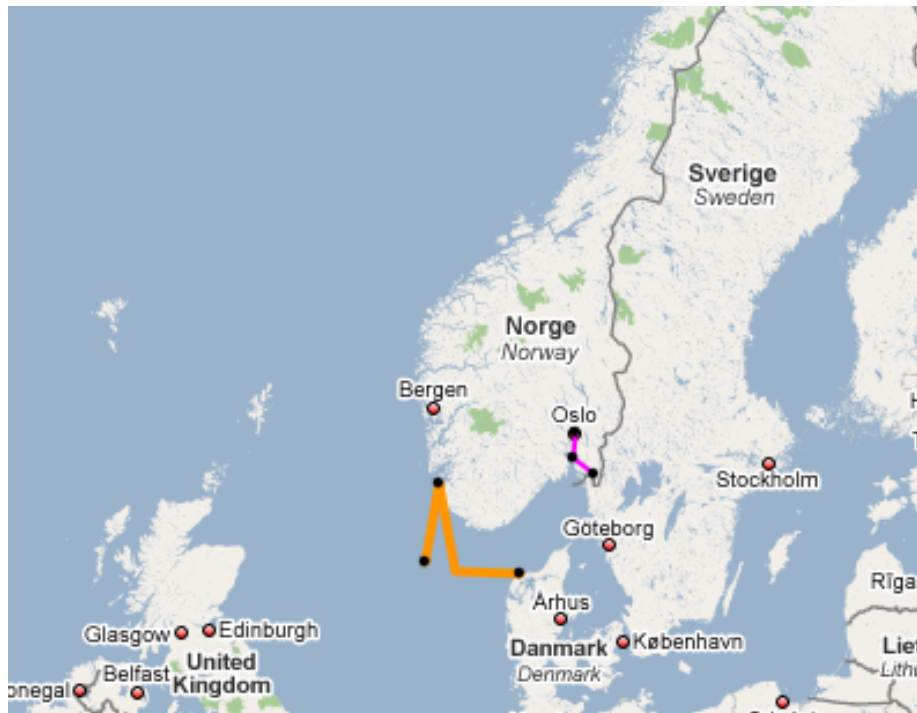 Sverige
Sweden
Norge
Norway
Bergen
Oslo
Stockholm
Göteborg
Rīga
Århus
Glasgow
Edinburgh
Danmark
København
Denmark
United
Kingdom
Belfast
onegal
Liet
Lithu